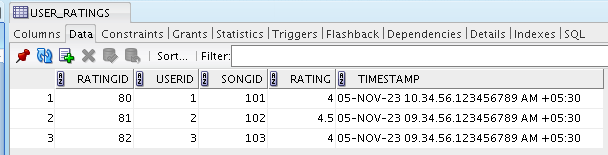 USER_RATINGS
Columns Data Constraints Grants Statistics Triggers Flashback Dependencies Details Indexes SQL
Sort... Filter:
RATINGID USERID SONGID RATING TIMESTAMP
1 80 1 101 4 05-NOV-23 10.34.56.123456789 AM +05:30
2 81 2 102 4.5 05-NOV-23 09.34.56.123456789 AM +05:30
3 82 3 103 4 05-NOV-23 09.34.56.123456789 AM +05:30